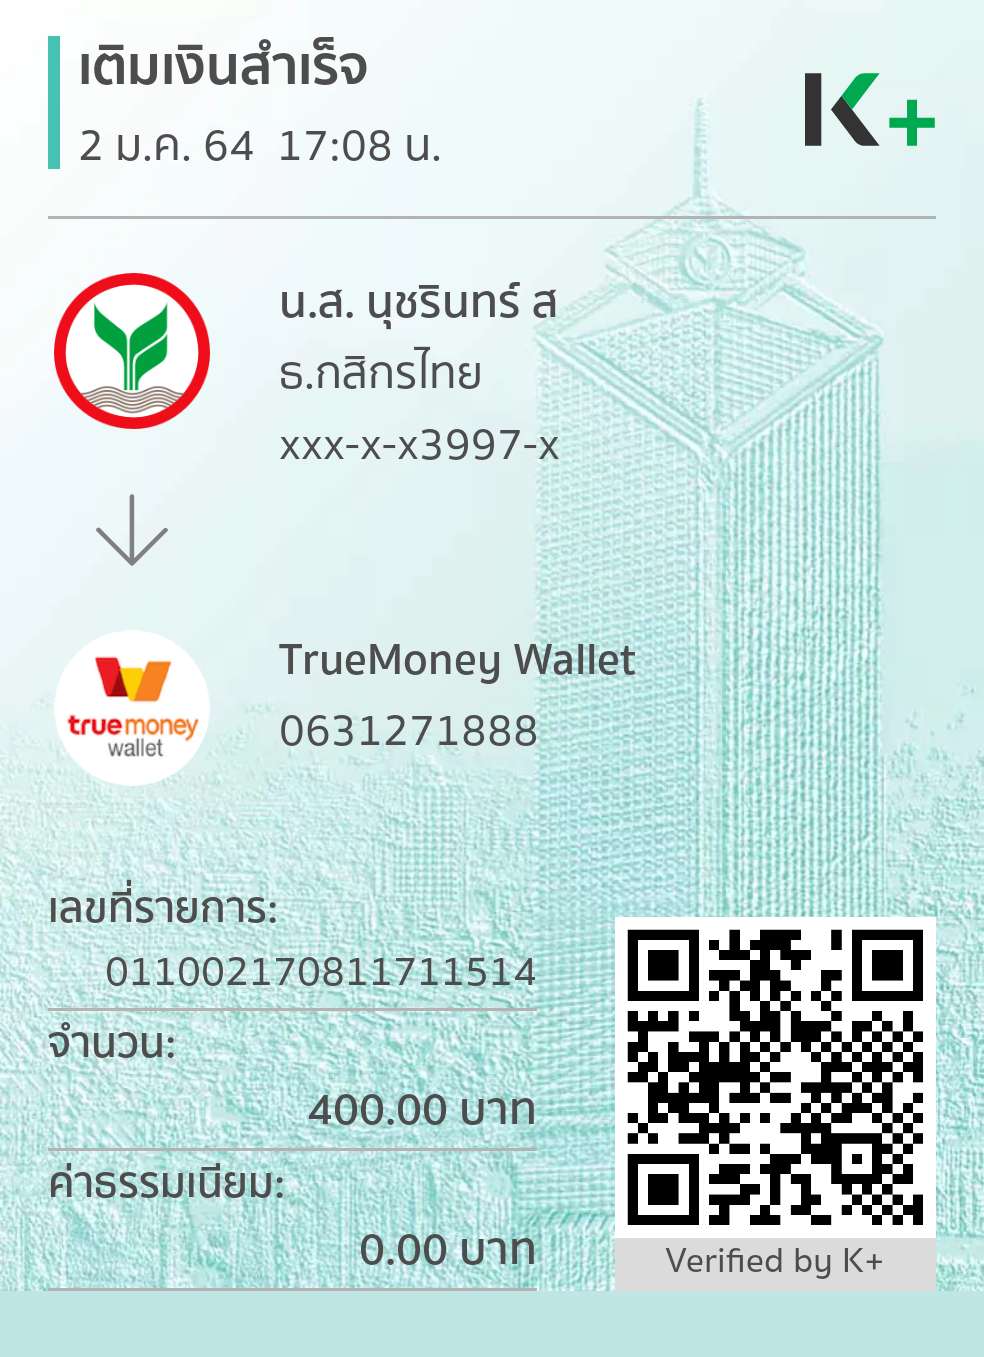 เติมเงินสำเร็จ
2 ม.ค. 64 17:08 น.
K+
น.ส. นุชรินทร์ ส
ธ.กสิกรไทย
xxx-x-x3997-x
TrueMoney Wallet
0631271888
truemoney
wallet
เลขที่รายการ:
011002170811711514
จำนวน:
400.00 บาท
ค่าธรรมเนียม:
0.00 บาท
Verified by K+